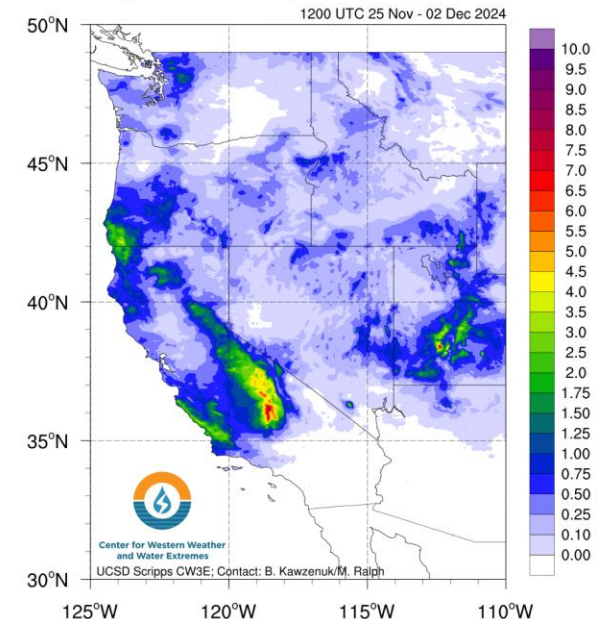 1200 UTC 25 Nov - 02 Dec 2024
50°N
45°N
40°N
35°N
30°N
125°W 120°W 115°W 110°W
10.0
9.5
9.0
8.5
8.0
7.5
7.0
6.5
6.0
5.5
5.0
4.5
4.0
3.5
3.0
2.5
2.0
1.75
1.50
1.25
1.00
0.75
0.50
0.25
0.10
0.00
Center for Western Weather
and Water Extremes
UCSD Scripps CW3E; Contact: B. Kawzenuk/M. Ralph